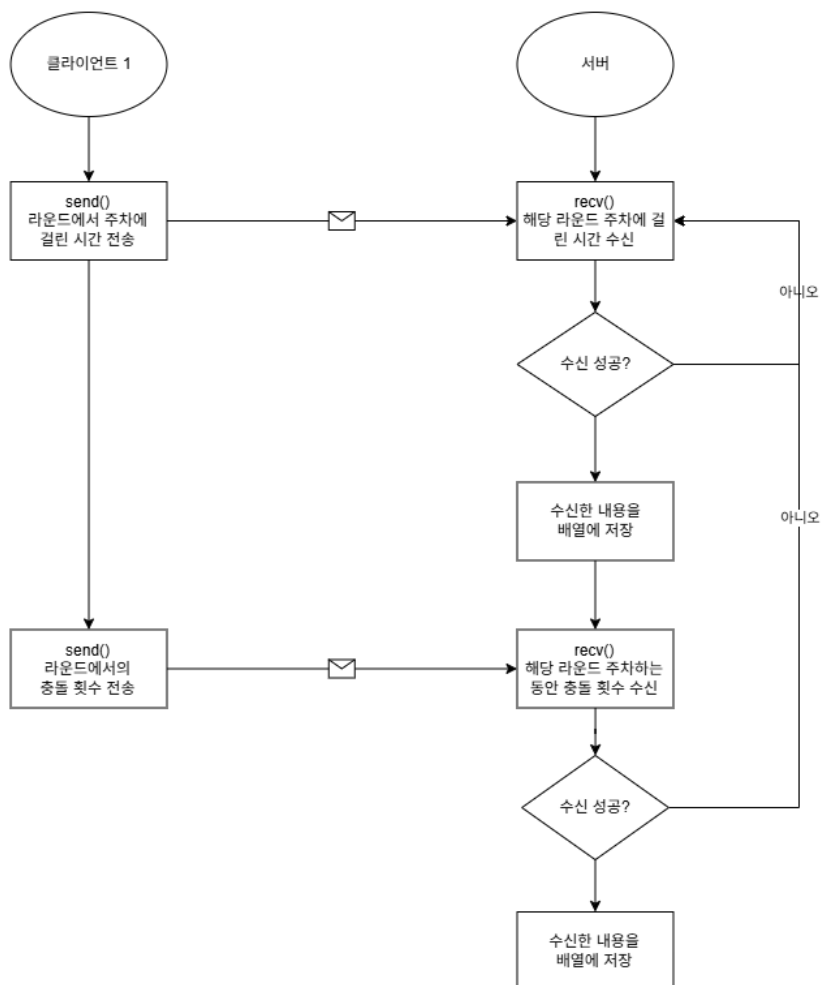 클라이언트 1
서버
send()
라운드에서 주차에
걸린 시간 전송
recv()
해당 라운드 주차에 걸
린 시간 수신
아니오
수신 성공?
수신한 내용을
배열에 저장
아니오
send()
라운드에서의
충돌 횟수 전송
recv()
해당 라운드 주차하는
동안 충돌 횟수 수신
수신 성공?
수신한 내용을
배열에 저장